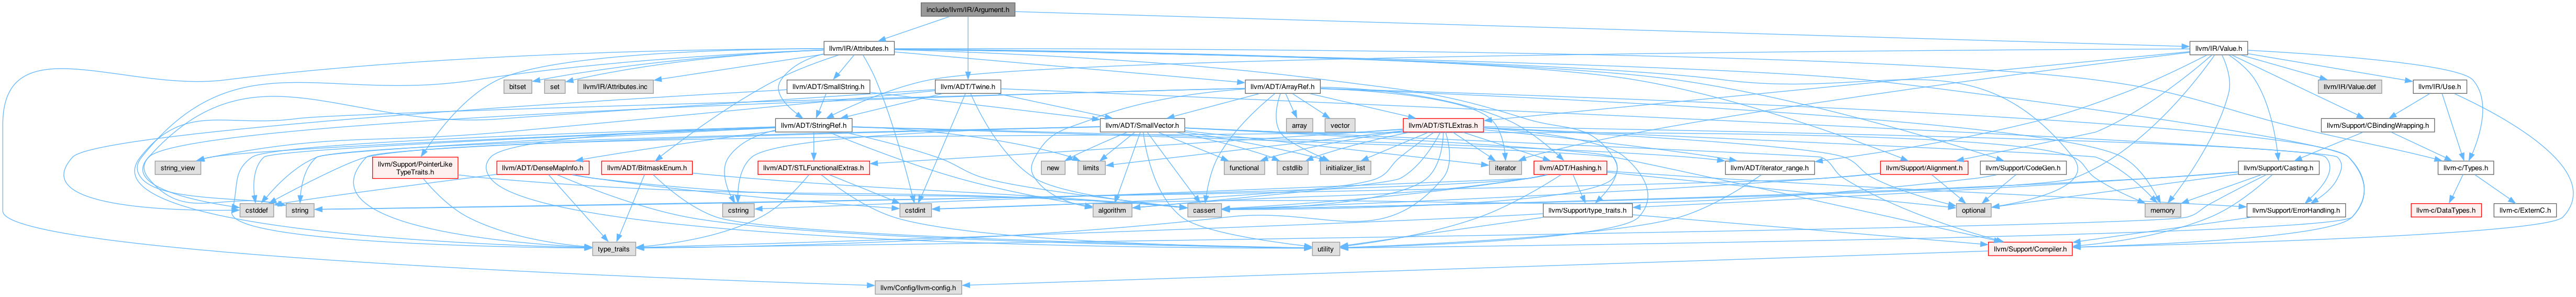 include/llvm/IR/Argument.h
llvm/IR/Attributes.h
llvm/IR/Value.h
bitset
set
llvm/IR/Attributes.inc
llvm/ADT/SmallString.h
llvm/ADT/Twine.h
llvm/ADT/ArrayRef.h
llvm/IR/Value.def
llvm/IR/Use.h
llvm/ADT/StringRef.h
llvm/ADT/SmallVector.h
array
vector
llvm/ADT/STLExtras.h
llvm/Support/CBindingWrapping.h
string_view
llvm/Support/PointerLike
TypeTraits.h
llvm/ADT/DenseMapInfo.h
llvm/ADT/BitmaskEnum.h
llvm/ADT/STLFunctionalExtras.h
new
limits
functional
cstdlib
initializer_list
iterator
llvm/ADT/Hashing.h
llvm/ADT/iterator_range.h
llvm/Support/Alignment.h
llvm/Support/CodeGen.h
llvm/Support/Casting.h
llvm-c/Types.h
cstddef
string
cstring
cstdint
algorithm
cassert
llvm/Support/type_traits.h
optional
memory
llvm/Support/ErrorHandling.h
llvm-c/DataTypes.h
llvm-c/ExternC.h
type_traits
utility
llvm/Support/Compiler.h
llvm/Config/llvm-config.h